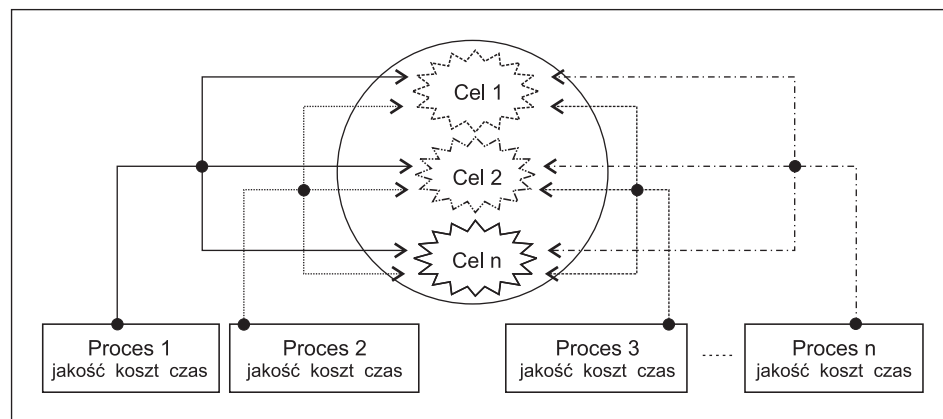 Cel 1
Cel 2
Cel n
Proces 1
jakość koszt czas
Proces 2
jakość koszt czas
Proces 3
jakość koszt czas
Proces n
jakość koszt czas